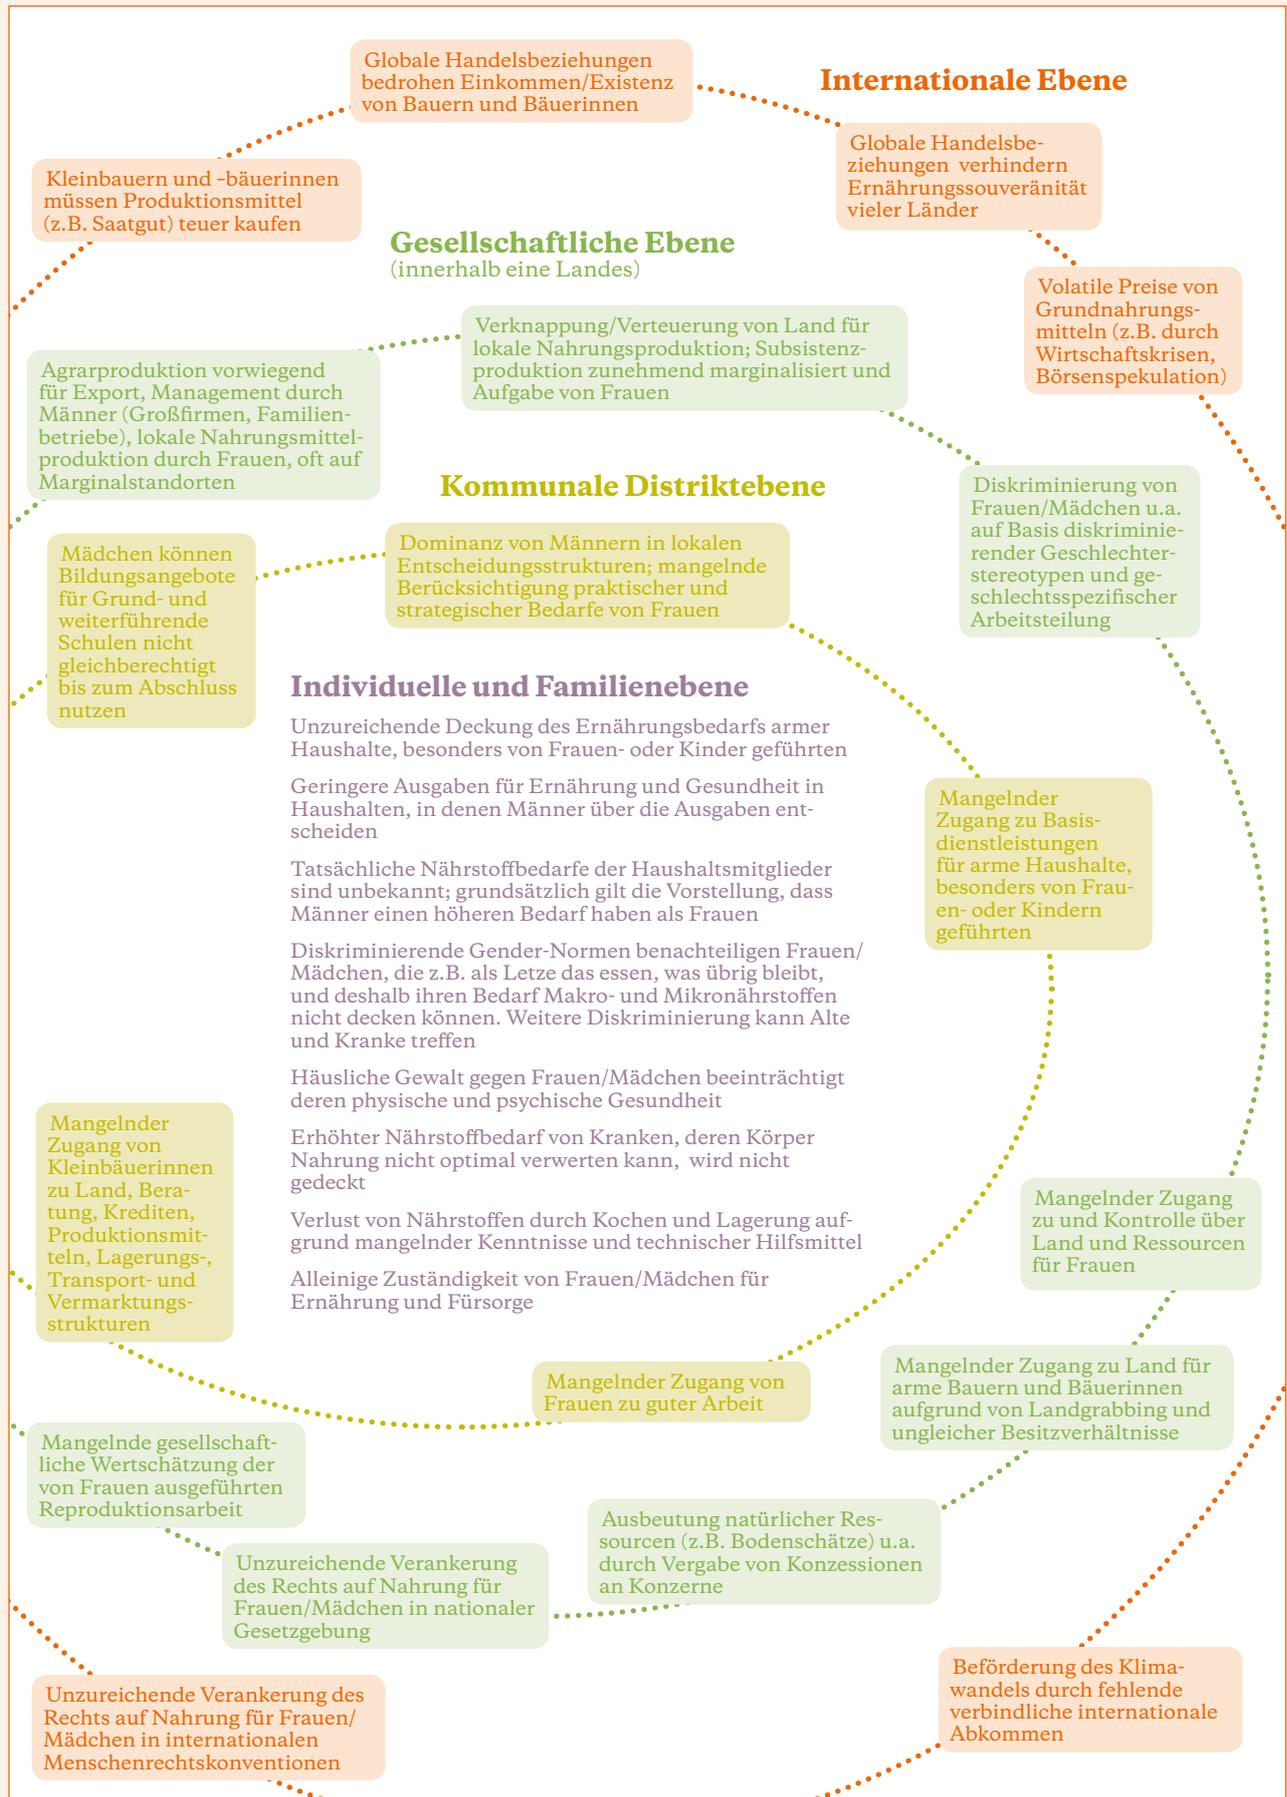 Globale Handelsbeziehungen
bedrohen Einkommen/Existenz
von Bauern und Bäuerinnen
Internationale Ebene
Globale Handelsbe-
ziehungen verhindern
Ernährungssouveränität
vieler Länder
Kleinbauern und -bäuerinnen
müssen Produktionsmittel
(z.B. Saatgut) teuer kaufen
Gesellschaftliche Ebene
(innerhalb eine Landes)
Volatile Preise von
Grundnahrungs-
mitteln (z.B. durch
Wirtschaftskrisen,
Börsenspekulation)
Verknappung/Verteuerung von Land für
lokale Nahrungsproduktion; Subsistenz-
produktion zunehmend marginalisiert und
Aufgabe von Frauen
Agrarproduktion vorwiegend
für Export, Management durch
Männer (Großfirmen, Familien-
betriebe), lokale Nahrungsmittel-
produktion durch Frauen, oft auf
Marginalstandorten
Kommunale Distriktebene
Diskriminierung von
Frauen/Mädchen u.a.
auf Basis diskriminie-
render Geschlechter-
stereotypen und ge-
schlechtsspezifischer
Arbeitsteilung
Mädchen können
Bildungsangebote
für Grund- und
weiterführende
Schulen nicht
gleichberechtigt
bis zum Abschluss
nutzen
Dominanz von Männern in lokalen
Entscheidungsstrukturen; mangelnde
Berücksichtigung praktischer und
strategischer Bedarfe von Frauen
Individuelle und Familienebene
Unzureichende Deckung des Ernährungsbedarfs armer
Haushalte, besonders von Frauen- oder Kinder geführten
Geringere Ausgaben für Ernährung und Gesundheit in
Haushalten, in denen Männer über die Ausgaben ent-
scheiden
Tatsächliche Nährstoffbedarfe der Haushaltsmitglieder
sind unbekannt; grundsätzlich gilt die Vorstellung, dass
Männer einen höheren Bedarf haben als Frauen
Diskriminierende Gender-Normen benachteiligen Frauen/
Mädchen, die z.B. als Letze das essen, was übrig bleibt,
und deshalb ihren Bedarf Makro- und Mikronährstoffen
nicht decken können. Weitere Diskriminierung kann Alte
und Kranke treffen
Häusliche Gewalt gegen Frauen/Mädchen beeinträchtigt
deren physische und psychische Gesundheit
Erhöhter Nährstoffbedarf von Kranken, deren Körper
Nahrung nicht optimal verwerten kann, wird nicht
gedeckt
Verlust von Nährstoffen durch Kochen und Lagerung auf-
grund mangelnder Kenntnisse und technischer Hilfsmittel
Alleinige Zuständigkeit von Frauen/Mädchen für
Ernährung und Fürsorge
Mangelnder
Zugang zu Basis-
dienstleistungen
für arme Haushalte,
besonders von Frau-
en- oder Kindern
geführten
Mangelnder
Zugang von
Kleinbäuerinnen
zu Land, Bera-
tung, Krediten,
Produktionsmit-
teln, Lagerungs-,
Transport- und
Vermarktungs-
strukturen
Mangelnder Zugang
zu und Kontrolle über
Land und Ressourcen
für Frauen
Mangelnder Zugang von
Frauen zu guter Arbeit
Mangelnder Zugang zu Land für
arme Bauern und Bäuerinnen
aufgrund von Landgrabbing und
ungleicher Besitzverhältnisse
Mangelnde gesellschaft-
liche Wertschätzung der
von Frauen ausgeführten
Reproduktionsarbeit
Ausbeutung natürlicher Res-
sourcen (z.B. Bodenschätze) u.a.
durch Vergabe von Konzessionen
an Konzerne
Unzureichende Verankerung
des Rechts auf Nahrung für
Frauen/Mädchen in nationaler
Gesetzgebung
Beförderung des Klima-
wandels durch fehlende
verbindliche internationale
Abkommen
Unzureichende Verankerung des
Rechts auf Nahrung für Frauen/
Mädchen in internationalen
Menschenrechtskonventionen